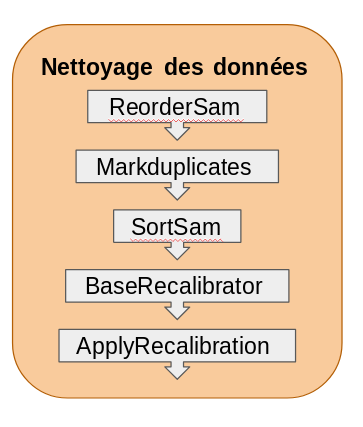 Nettoyage des données
ReorderSam
Markduplicates
SortSam
BaseRecalibrator
ApplyRecalibration